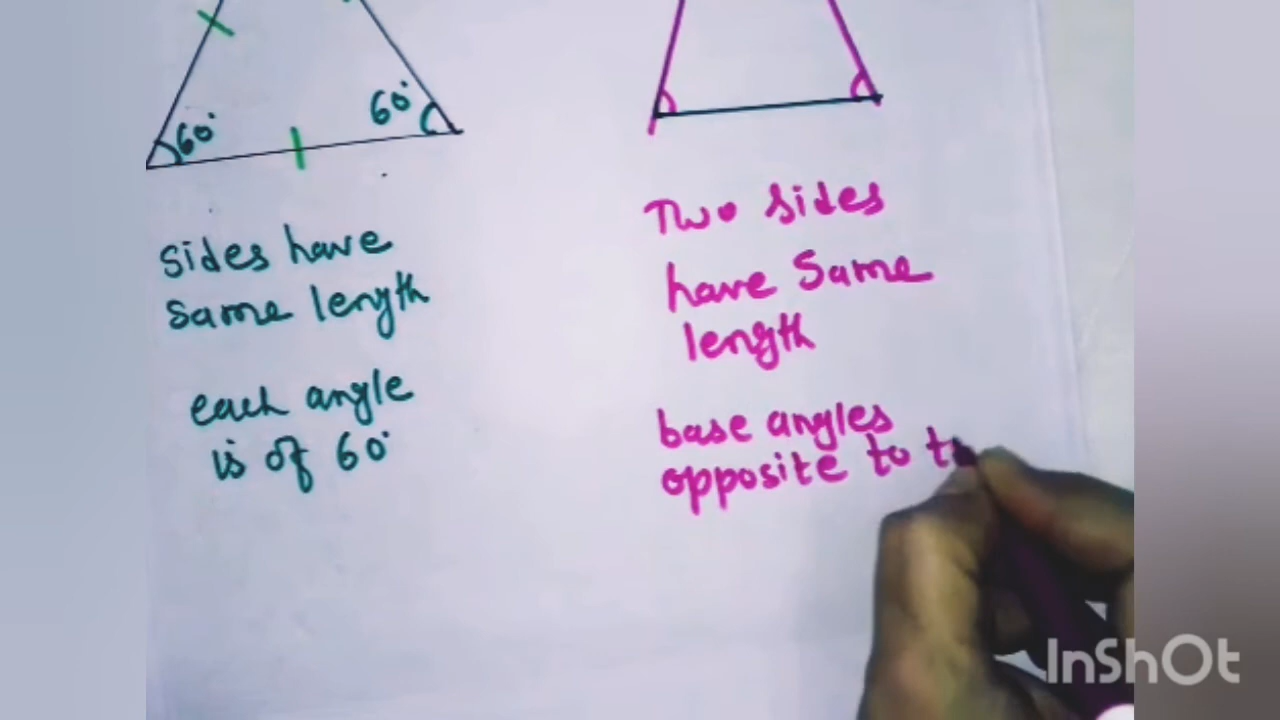 60°
60°
sides have
same length
each angle
is of 60°
Two sides
have same
length
base angles
opposite to
InShOt